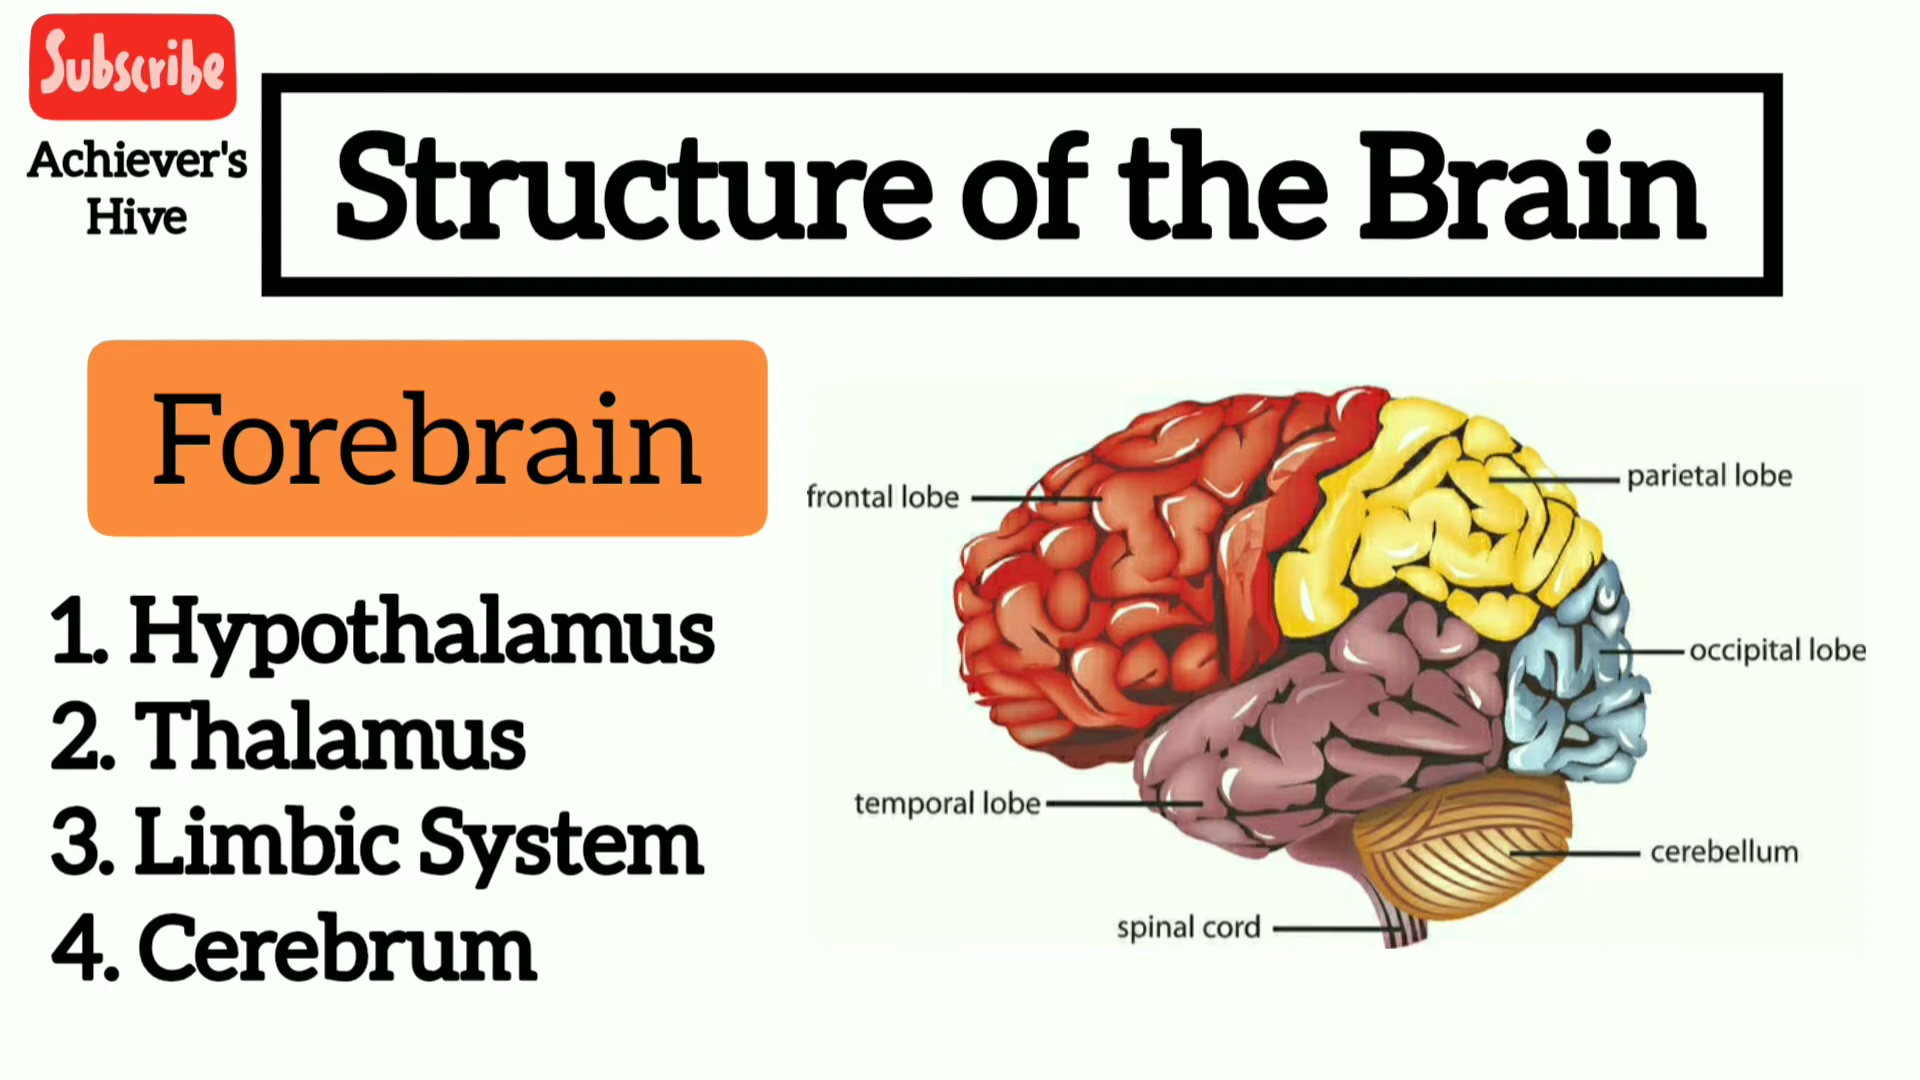 Subscribe
Achiever's
Hive
Structure of the Brain
Forebrain
1. Hypothalamus
2. Thalamus
3. Limbic System
4. Cerebrum
frontal lobe
parietal lobe
occipital lobe
temporal lobe
cerebellum
spinal cord